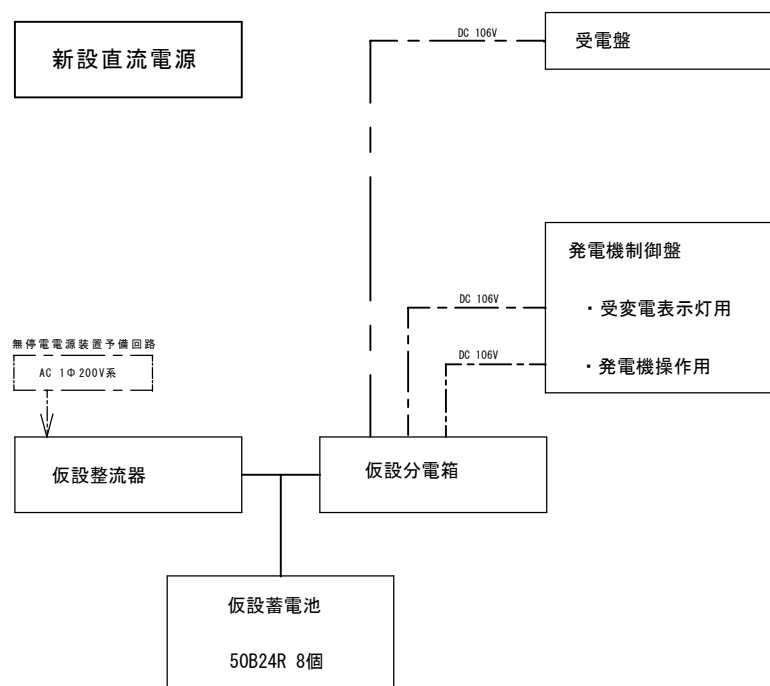 新設直流電源
DC 106V
受電盤
発電機制御盤
DC 106V
・受変電表示灯用
無停電電源装置予備回路
DC 106V
・発電機操作用
AC 1Φ200V系
仮設整流器
仮設分電箱
仮設蓄電池
50B24R 8個